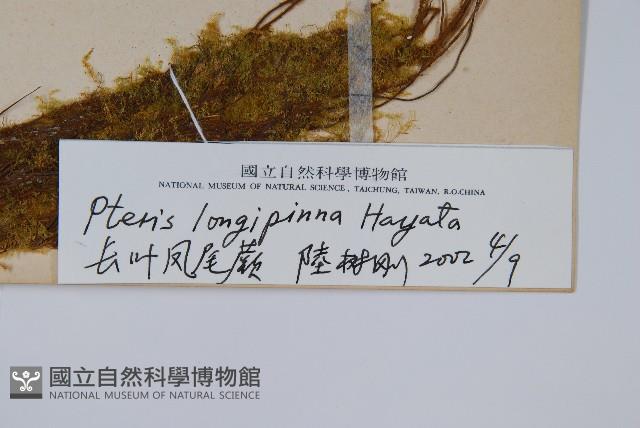 國立自然科學博物館
NATIONAL MUSEUM OF NATURAL SCIENCE, TAICHUNG, TAIWAN, R.O.CHINA
Pteris longipinna Hayata
长叶凤尾蕨 陸树刚 2002 4/9
國立自然科學博物館
NATIONAL MUSEUM OF NATURAL SCIENCE